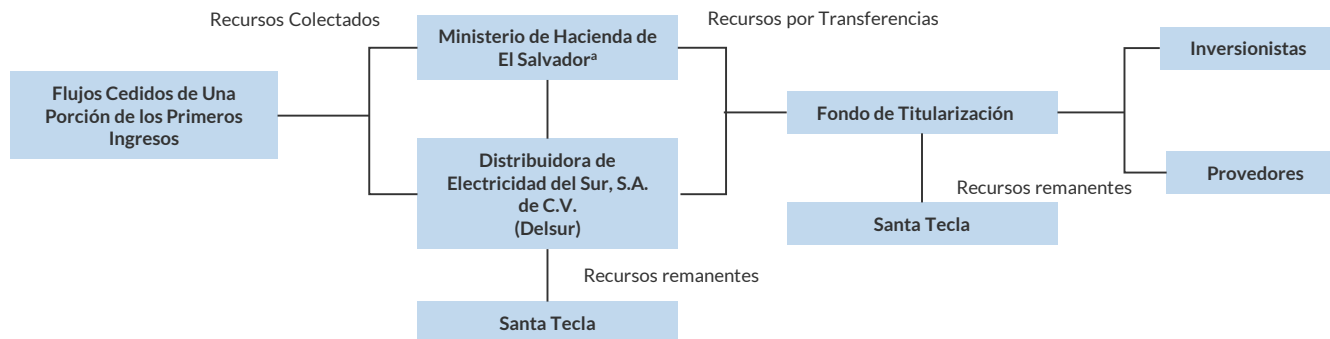 Recursos Colectados
Recursos por Transferencias
Ministerio de Hacienda de
El Salvadorª
Inversionistas
Flujos Cedidos de Una
Porción de los Primeros
Ingresos
Fondo de Titularización
Distribuidora de
Electricidad del Sur, S.A.
de C.V.
(Delsur)
Provedores
Recursos remanentes
Santa Tecla
Recursos remanentes
Santa Tecla